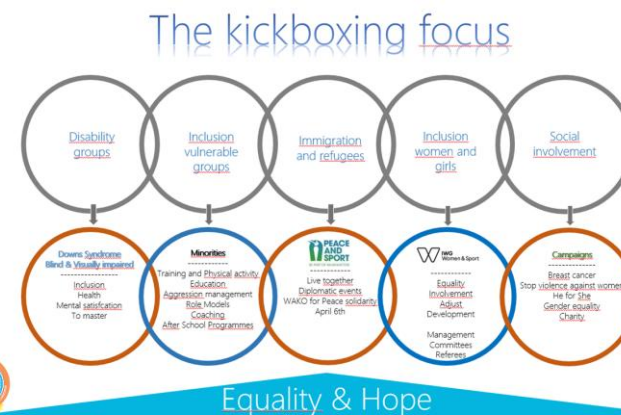 The kickboxing focus
Disability
groups
Inclusion
vulnerable
groups
Immigration
and refugees
Inclusion
women and
girls
Social
involvement
Downs Syndrome
Blind & Visually impaired
--------------
Inclusion
Health
Mental satisfcation
To master
Minorities
--------------
Training and Physical activity
Education
Aggression management
Role Models
Coaching
After School Programmes
PEACE
AND
SPORT
--------------
Live together
Diplomatic events
WAKO for Peace solidarity
April 6th
IWG
Women & Sport
--------------
Equality
Involvement
Adjust
Development
Management
Committees
Referees
Campaigns
--------------
Breast cancer
Stop violence against women
He for She
Gender equality
Charity
Equality & Hope